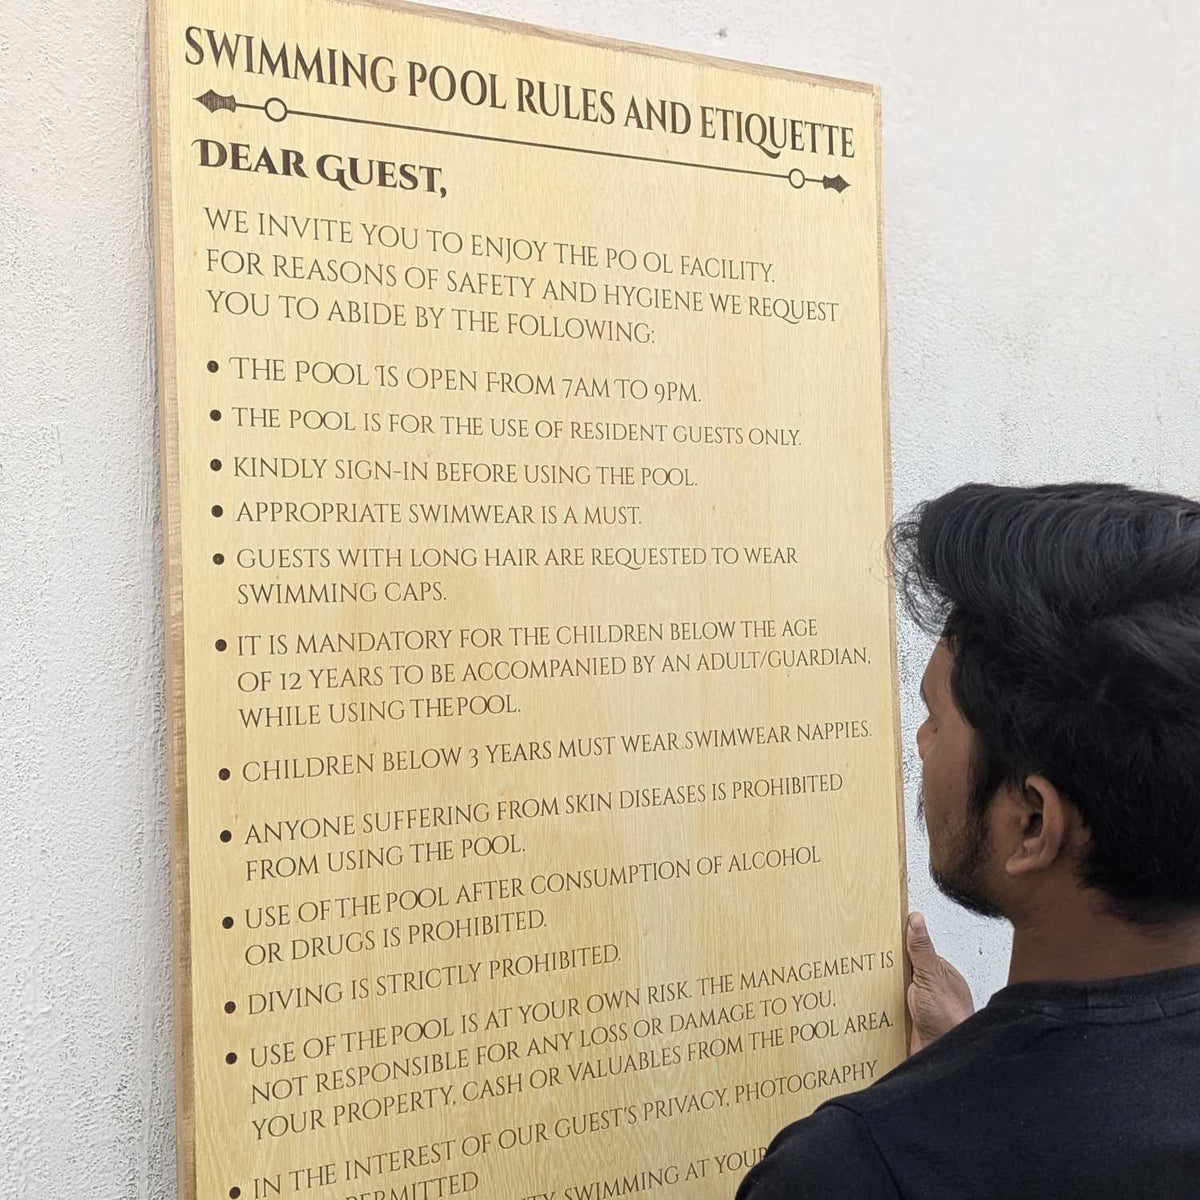 SWIMMING POOL RULES AND ETIQUETTE
DEAR GUEST,
WE INVITE YOU TO ENJOY THE PO OL FACILITY.
FOR REASONS OF SAFETY AND HYGIENE WE REQUEST
YOU TO ABIDE BY THE FOLLOWING:
• THE POOL IS OPEN FROM 7AM TO 9PM.
• THE POOL IS FOR THE USE OF RESIDENT GUESTS ONLY.
• KINDLY SIGN-IN BEFORE USING THE POOL.
• APPROPRIATE SWIMWEAR IS A MUST.
• GUESTS WITH LONG HAIR ARE REQUESTED TO WEAR
SWIMMING CAPS.
• IT IS MANDATORY FOR THE CHILDREN BELOW THE AGE
OF 12 YEARS TO BE ACCOMPANIED BY AN ADULT/GUARDIAN,
WHILE USING THE POOL.
• CHILDREN BELOW 3 YEARS MUST WEAR SWIMWEAR NAPPIES.
• ANYONE SUFFERING FROM SKIN DISEASES IS PROHIBITED
FROM USING THE POOL.
• USE OF THE POOL AFTER CONSUMPTION OF ALCOHOL
OR DRUGS IS PROHIBITED.
• DIVING IS STRICTLY PROHIBITED.
• USE OF THE POOL IS AT YOUR OWN RISK. THE MANAGEMENT IS
NOT RESPONSIBLE FOR ANY LOSS OR DAMAGE TO YOU,
YOUR PROPERTY, CASH OR VALUABLES FROM THE POOL AREA.
• IN THE INTEREST OF OUR GUEST'S PRIVACY, PHOTOGRAPHY
PERMITTED
SWIMMING AT YOUR